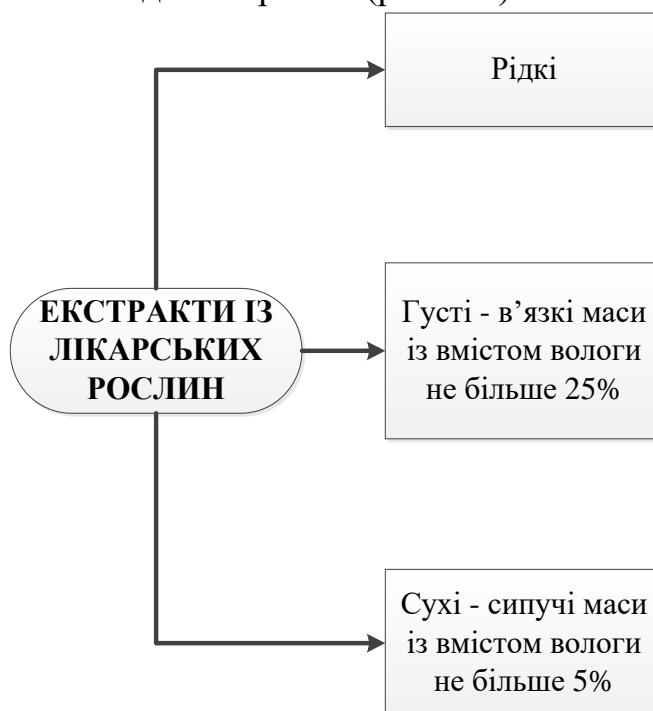 Рідкі
ЕКСТРАКТИ ІЗ
ЛІКАРСЬКИХ
РОСЛИН
Густі - в’язкі маси
із вмістом вологи
не більше 25%
Сухі - сипучі маси
із вмістом вологи
не більше 5%